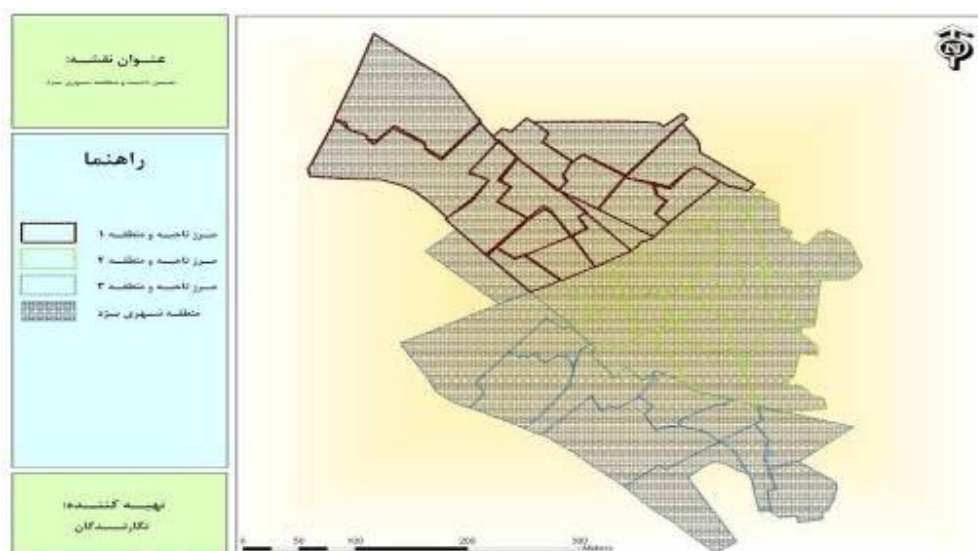 عنوان نقشه:
راهنما
مرز ناحیه و منطقه ۱
مرز ناحیه و منطقه ۲
مرز ناحیه و منطقه ۳
منطقه شهری یزد
تهیه کننده:
نگارندگان
N
0 50 100 200 300
Meters